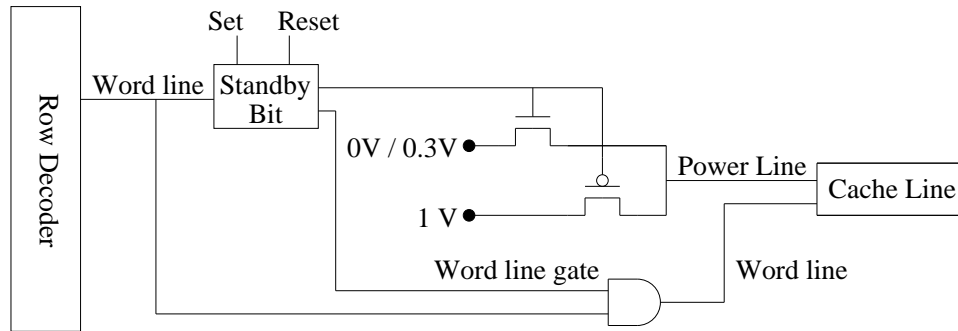 Set
Reset
Row Decoder
Word line
Standby
Bit
0V / 0.3V
Power Line
Cache Line
1 V
Word line gate
Word line